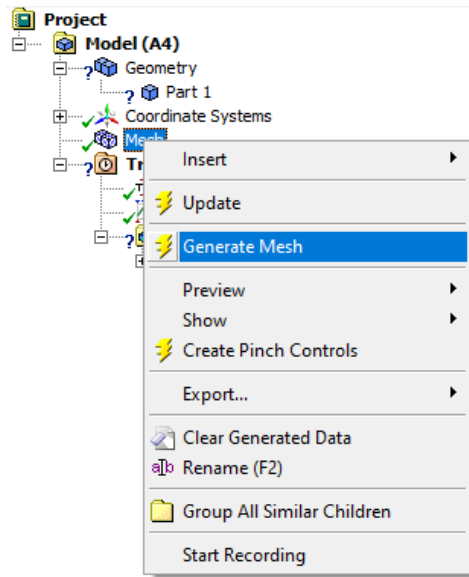 Project
Model (A4)
Geometry
Part 1
Coordinate Systems
Mesh
Tr
Insert
Update
Generate Mesh
Preview
Show
Create Pinch Controls
Export...
Clear Generated Data
Rename (F2)
Group All Similar Children
Start Recording